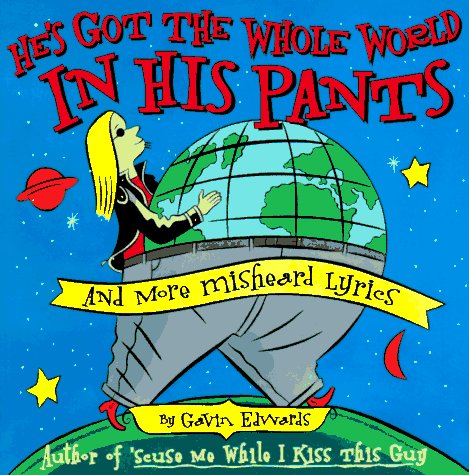 He's Got The Whole World
In His Pants
And More Misheard Lyrics
By Gavin Edwards
Author of 'scuse Me While I Kiss This Guy